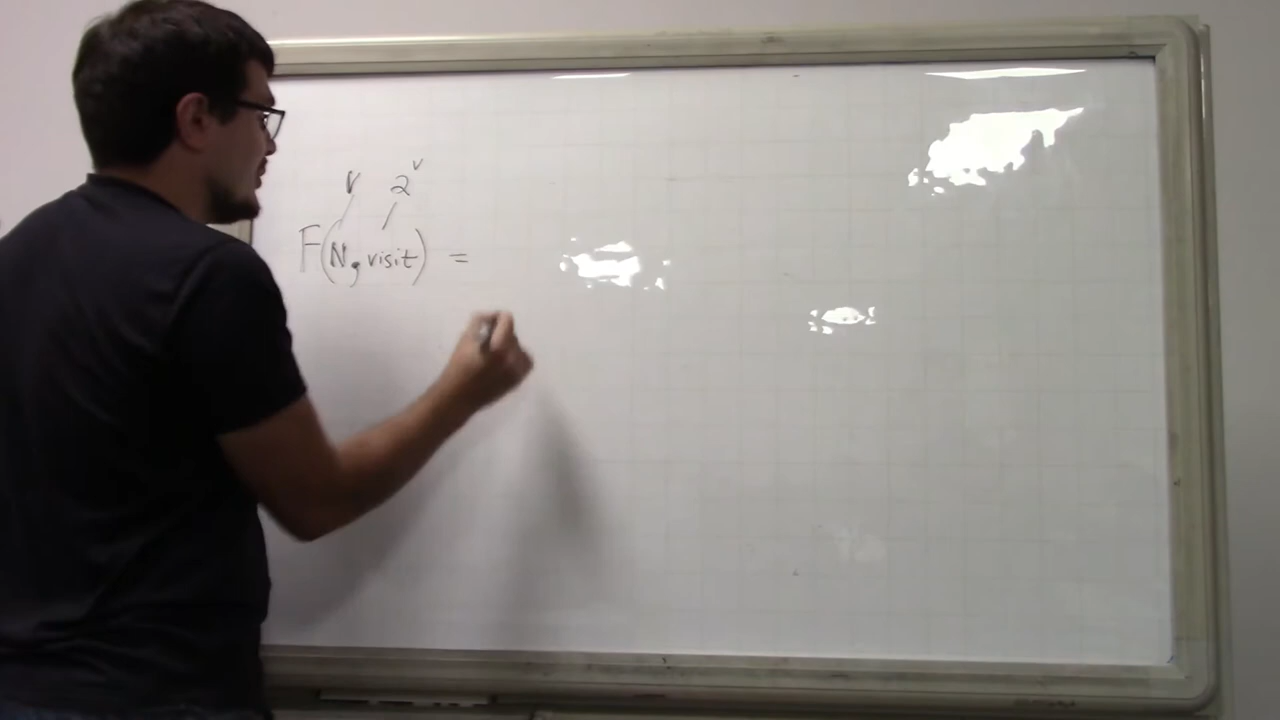 V 2^V
F(N, visit) =